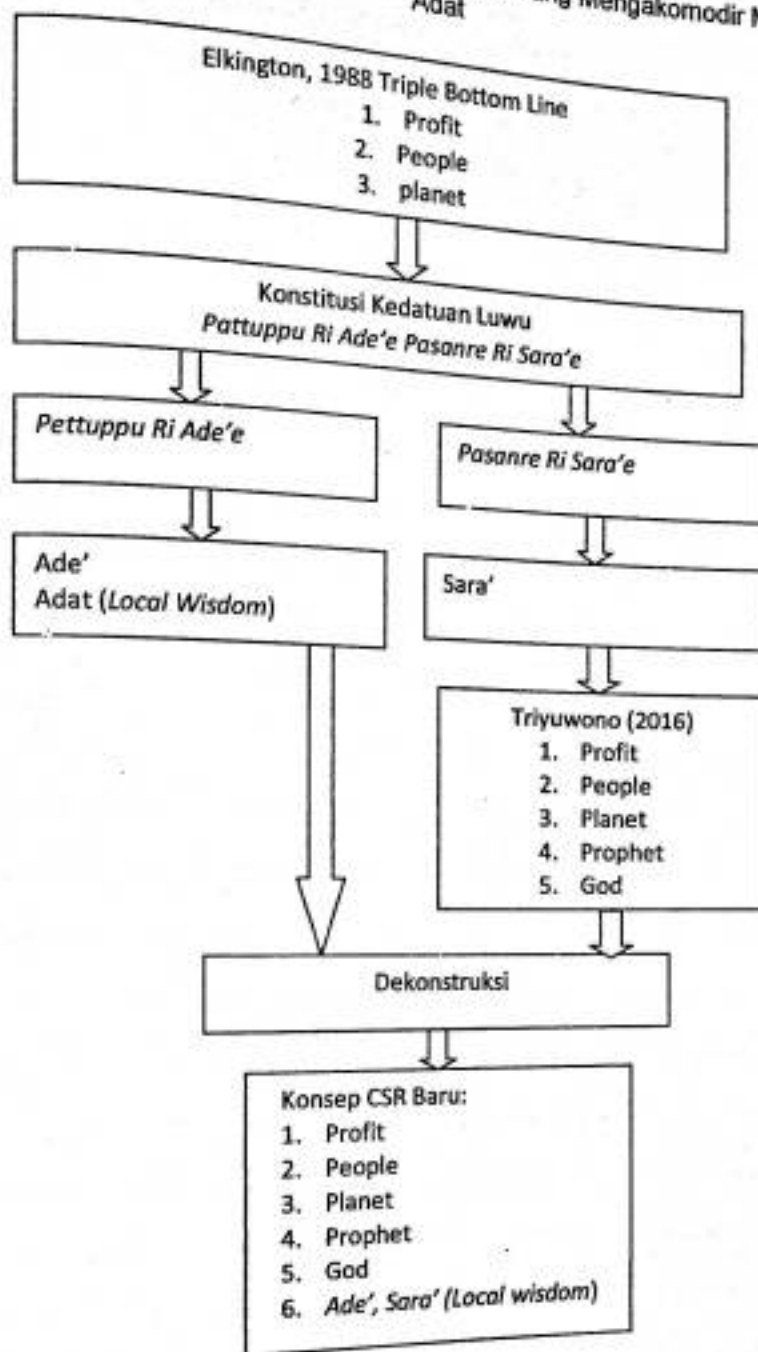 Mengakomodir
Adat
Elkington, 1988 Triple Bottom Line
1. Profit
2. People
3. planet
Konstitusi Kedatuan Luwu
Pattuppu Ri Ade'e Pasanre Ri Sara'e
Pettuppu Ri Ade'e
Pasanre Ri Sara'e
Ade'
Adat (Local Wisdom)
Sara'
Triyuwono (2016)
1. Profit
2. People
3. Planet
4. Prophet
5. God
Dekonstruksi
Konsep CSR Baru:
1. Profit
2. People
3. Planet
4. Prophet
5. God
6. Ade', Sara' (Local wisdom)